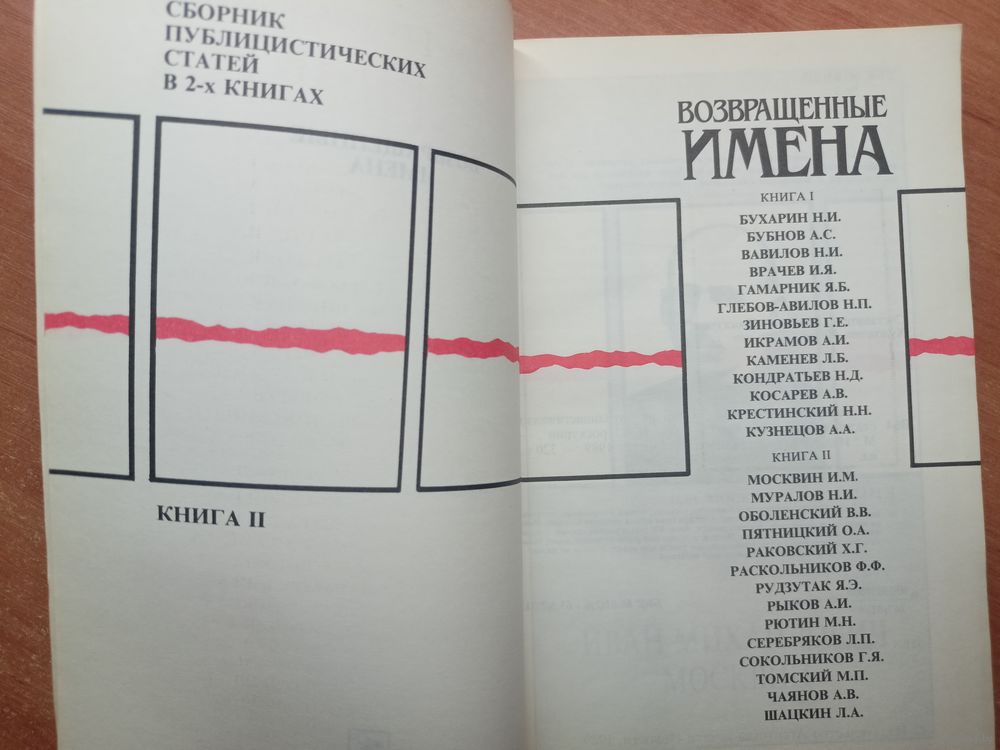 СБОРНИК
ПУБЛИЦИСТИЧЕСКИХ
СТАТЕЙ
В 2-х КНИГАХ
КНИГА II
ВОЗВРАЩЕННЫЕ
ИМЕНА
КНИГА I
БУХАРИН Н.И.
БУБНОВ А.С.
ВАВИЛОВ Н.И.
ВРАЧЕВ И.Я.
ГАМАРНИК Я.Б.
ГЛЕБОВ-АВИЛОВ Н.П.
ЗИНОВЬЕВ Г.Е.
ИКРАМОВ А.И.
КАМЕНЕВ Л.Б.
КОНДРАТЬЕВ Н.Д.
КОСАРЕВ А.В.
КРЕСТИНСКИЙ Н.Н.
КУЗНЕЦОВ А.А.
КНИГА II
МОСКВИН И.М.
МУРАЛОВ Н.И.
ОБОЛЕНСКИЙ В.В.
ПЯТНИЦКИЙ О.А.
РАКОВСКИЙ Х.Г.
РАСКОЛЬНИКОВ Ф.Ф.
РУДЗУТАК Я.Э.
РЫКОВ А.И.
РЮТИН М.Н.
СЕРЕБРЯКОВ Л.П.
СОКОЛЬНИКОВ Г.Я.
ТОМСКИЙ М.П.
ЧАЯНОВ А.В.
ШАЦКИН Л.А.